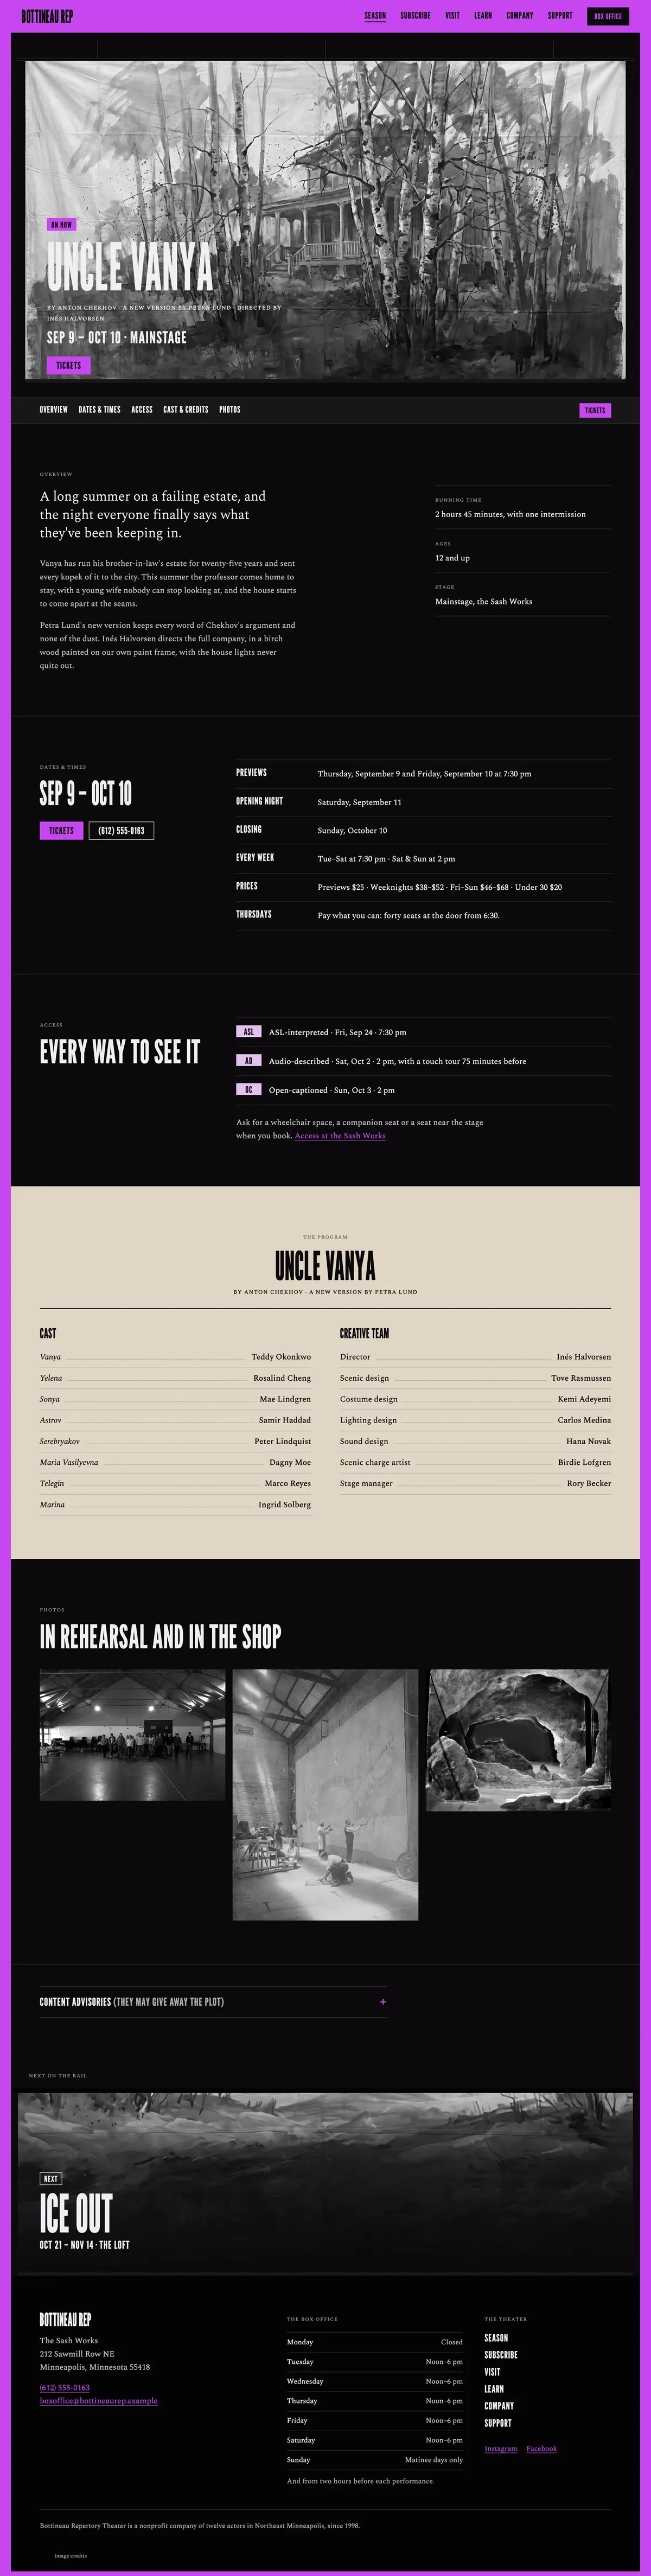 BOTTINEAU REP
SEASON SUBSCRIBE VISIT LEARN COMPANY SUPPORT BOX OFFICE
ON NOW
UNCLE VANYA
BY ANTON CHEKHOV · A NEW VERSION BY PETRA LUND · DIRECTED BY
INÉS HALVORSEN
SEP 9 – OCT 10 · MAINSTAGE
TICKETS
OVERVIEW DATES & TIMES ACCESS CAST & CREDITS PHOTOS TICKETS
OVERVIEW
A long summer on a failing estate, and
the night everyone finally says what
they've been keeping in.
Vanya has run his brother-in-law's estate for twenty-five years and sent
every kopek of it to the city. This summer the professor comes home to
stay, with a young wife nobody can stop looking at, and the house starts
to come apart at the seams.
Petra Lund's new version keeps every word of Chekhov's argument and
none of the dust. Inés Halvorsen directs the full company, in a birch
wood painted on our own paint frame, with the house lights never
quite out.
RUNNING TIME
2 hours 45 minutes, with one intermission
AGES
12 and up
STAGE
Mainstage, the Sash Works
DATES & TIMES
SEP 9 – OCT 10
TICKETS (612) 555-0163
PREVIEWS Thursday, September 9 and Friday, September 10 at 7:30 pm
OPENING NIGHT Saturday, September 11
CLOSING Sunday, October 10
EVERY WEEK Tue–Sat at 7:30 pm · Sat & Sun at 2 pm
PRICES Previews $25 · Weeknights $38–$52 · Fri–Sun $46–$68 · Under 30 $20
THURSDAYS Pay what you can: forty seats at the door from 6:30.
ACCESS
EVERY WAY TO SEE IT
ASL ASL-interpreted · Fri, Sep 24 · 7:30 pm
AD Audio-described · Sat, Oct 2 · 2 pm, with a touch tour 75 minutes before
OC Open-captioned · Sun, Oct 3 · 2 pm
Ask for a wheelchair space, a companion seat or a seat near the stage
when you book. Access at the Sash Works
THE PROGRAM
UNCLE VANYA
BY ANTON CHEKHOV · A NEW VERSION BY PETRA LUND
CAST
Vanya Teddy Okonkwo
Yelena Rosalind Cheng
Sonya Mae Lindgren
Astrov Samir Haddad
Serebryakov Peter Lindquist
Maria Vasilyevna Dagny Moe
Telegin Marco Reyes
Marina Ingrid Solberg
CREATIVE TEAM
Director Inés Halvorsen
Scenic design Tove Rasmussen
Costume design Kemi Adeyemi
Lighting design Carlos Medina
Sound design Hana Novak
Scenic charge artist Birdie Lofgren
Stage manager Rory Becker
PHOTOS
IN REHEARSAL AND IN THE SHOP
CONTENT ADVISORIES (THEY MAY GIVE AWAY THE PLOT) +
NEXT ON THE RAIL
NEXT
ICE OUT
OCT 21 – NOV 14 · THE LOFT
BOTTINEAU REP
The Sash Works
212 Sawmill Row NE
Minneapolis, Minnesota 55418
(612) 555-0163
boxoffice@bottineaurep.example
THE BOX OFFICE
Monday Closed
Tuesday Noon–6 pm
Wednesday Noon–6 pm
Thursday Noon–6 pm
Friday Noon–6 pm
Saturday Noon–6 pm
Sunday Matinee days only
And from two hours before each performance.
THE THEATER
SEASON
SUBSCRIBE
VISIT
LEARN
COMPANY
SUPPORT
Instagram Facebook
Bottineau Repertory Theater is a nonprofit company of twelve actors in Northeast Minneapolis, since 1998.
Image credits